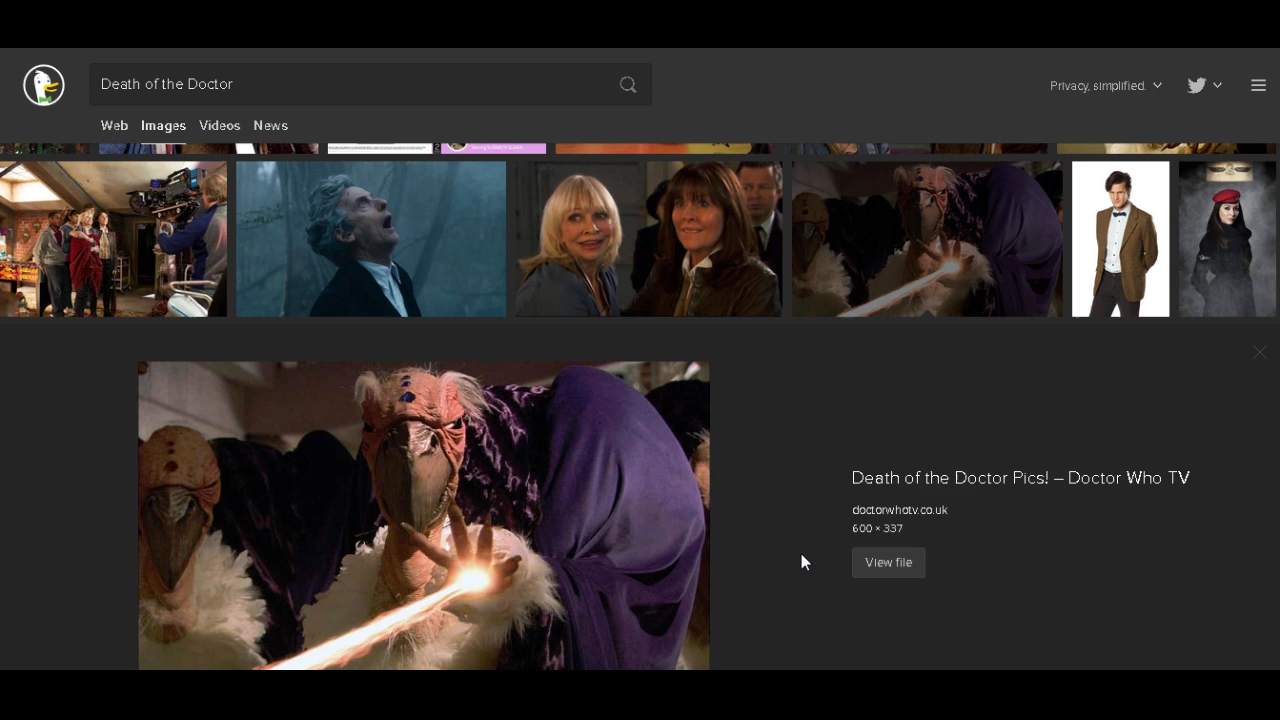 Death of the Doctor
Privacy, simplified.
Web Images Videos News
Death of the Doctor Pics! – Doctor Who TV
doctorwhotv.co.uk
600 × 337
View file